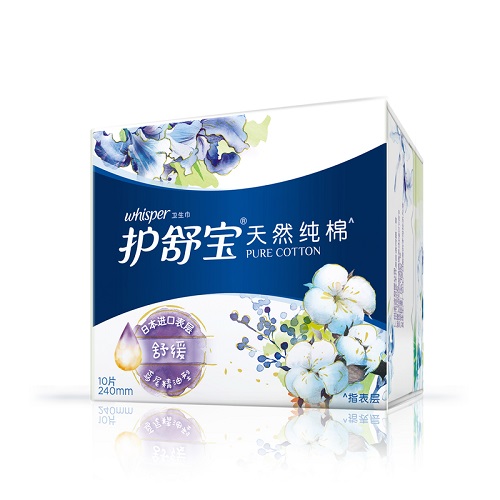 whisper 卫生巾
护舒宝® 天然纯棉^
PURE COTTON
日本进口表层
舒缓
10片
240mm
^指表层